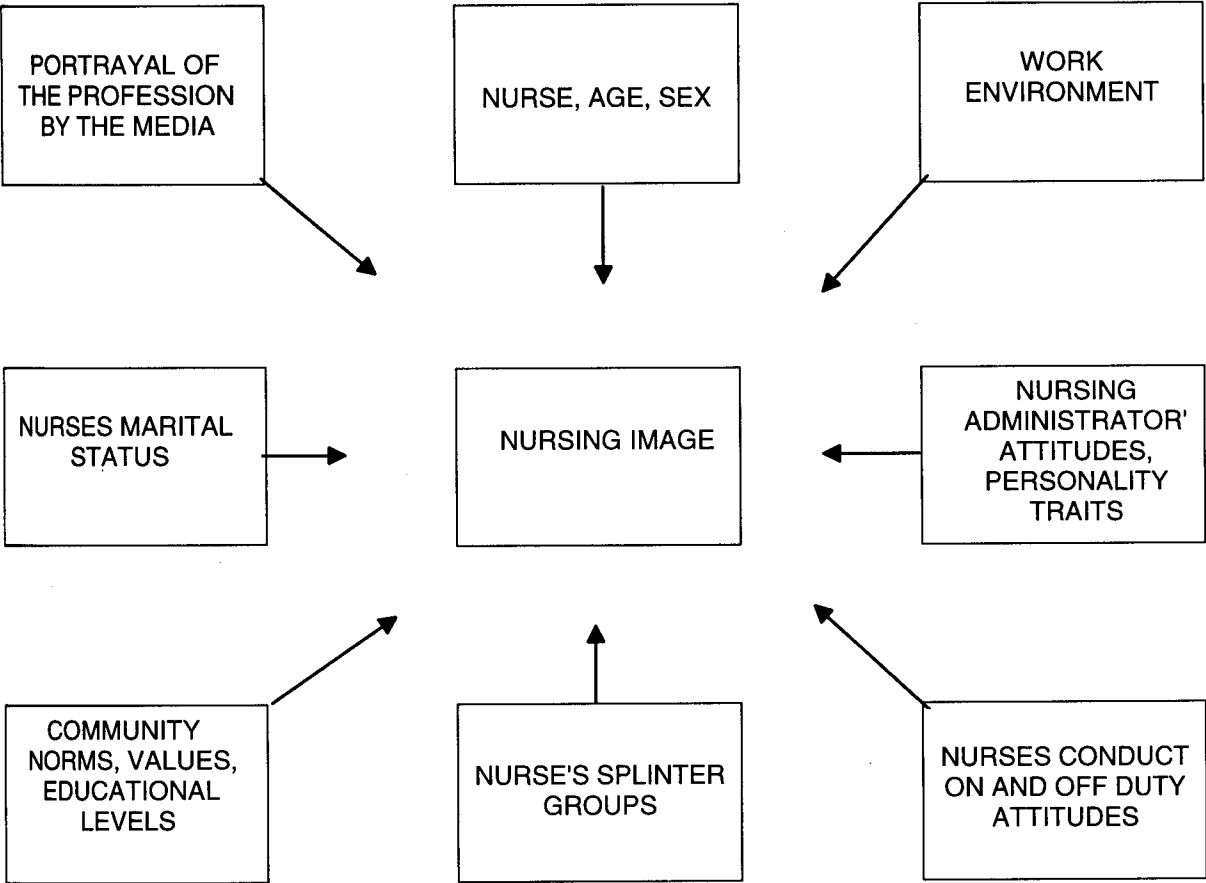 PORTRAYAL OF
THE PROFESSION
BY THE MEDIA
NURSE, AGE, SEX
WORK
ENVIRONMENT
NURSES MARITAL
STATUS
NURSING IMAGE
NURSING
ADMINISTRATOR'
ATTITUDES,
PERSONALITY
TRAITS
COMMUNITY
NORMS, VALUES,
EDUCATIONAL
LEVELS
NURSE'S SPLINTER
GROUPS
NURSES CONDUCT
ON AND OFF DUTY
ATTITUDES